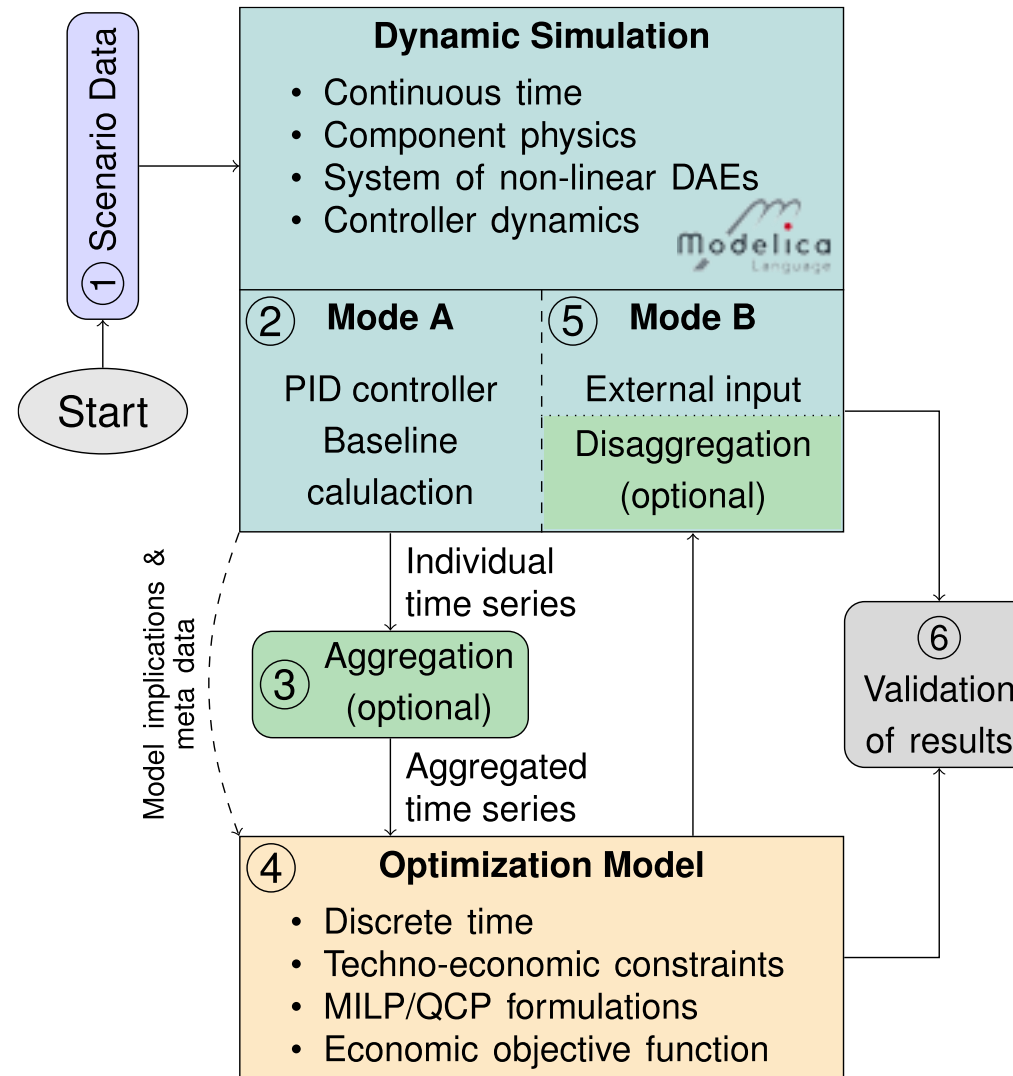 ① Scenario Data
Start
Dynamic Simulation
• Continuous time
• Component physics
• System of non-linear DAEs
• Controller dynamics
Modelica
Language
② Mode A
PID controller
Baseline
calulaction
⑤ Mode B
External input
Disaggregation
(optional)
Model implications &
meta data
Individual
time series
③ Aggregation
(optional)
Aggregated
time series
⑥
Validation
of results
④ Optimization Model
• Discrete time
• Techno-economic constraints
• MILP/QCP formulations
• Economic objective function